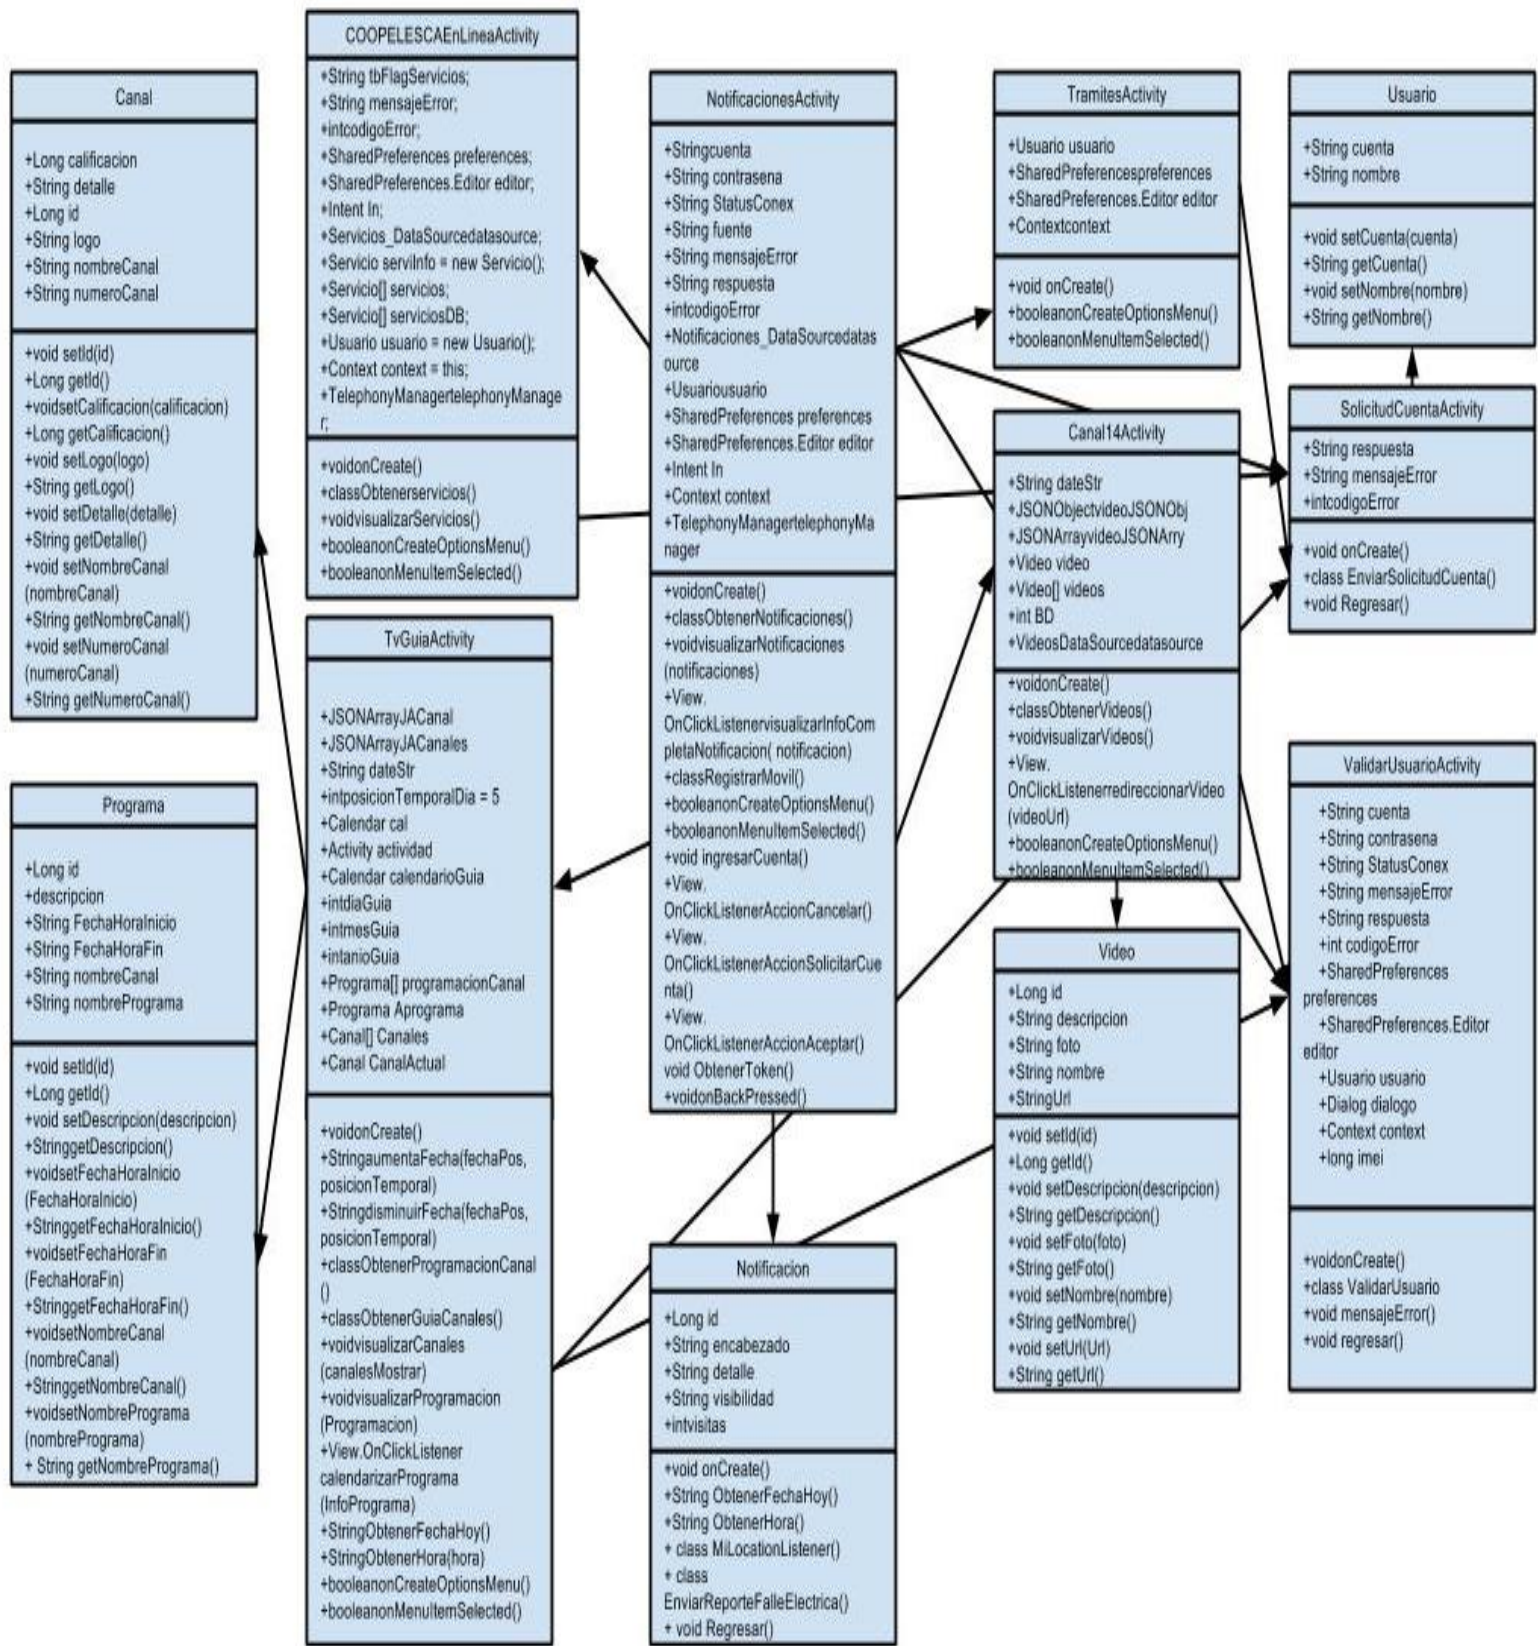 Canal
+Long calificacion
+String detalle
+Long id
+String logo
+String nombreCanal
+String numeroCanal
+void setId(id)
+Long getId()
+voidsetCalificacion(calificacion)
+Long getCalificacion()
+void setLogo(logo)
+String getLogo()
+void setDetalle(detalle)
+String getDetalle()
+void setNombreCanal
(nombreCanal)
+String getNombreCanal()
+void setNumeroCanal
(numeroCanal)
+String getNumeroCanal()
Programa
+Long id
+descripcion
+String FechaHoraInicio
+String FechaHoraFin
+String nombreCanal
+String nombrePrograma
+void setId(id)
+Long getId()
+void setDescripcion(descripcion)
+StringgetDescripcion()
+voidsetFechaHoraInicio
(FechaHoraInicio)
+StringgetFechaHoraInicio()
+voidsetFechaHoraFin
(FechaHoraFin)
+StringgetFechaHoraFin()
+voidsetNombreCanal
(nombreCanal)
+StringgetNombreCanal()
+voidsetNombrePrograma
(nombrePrograma)
+ String getNombrePrograma()
COOPELESCAEnLineaActivity
+String tbFlagServicios;
+String mensajeError;
+intcodigoError;
+SharedPreferences preferences;
+SharedPreferences.Editor editor;
+Intent In;
+Servicios_DataSourcedatasource;
+Servicio serviInfo = new Servicio();
+Servicio[] servicios;
+Servicio[] serviciosDB;
+Usuario usuario = new Usuario();
+Context context = this;
+TelephonyManagertelephonyManage
r;
+voidonCreate()
+classObtenerservicios()
+voidvisualizarServicios()
+booleanonCreateOptionsMenu()
+booleanonMenuItemSelected()
TvGuiaActivity
+JSONArrayJACanal
+JSONArrayJACanales
+String dateStr
+intposicionTemporalDia = 5
+Calendar cal
+Activity actividad
+Calendar calendarioGuia
+intdiaGuia
+intmesGuia
+intanioGuia
+Programa[] programacionCanal
+Programa Aprograma
+Canal[] Canales
+Canal CanalActual
+voidonCreate()
+StringaumentaFecha(fechaPos,
posicionTemporal)
+StringdisminuirFecha(fechaPos,
posicionTemporal)
+classObtenerProgramacionCanal
()
+classObtenerGuiaCanales()
+voidvisualizarCanales
(canalesMostrar)
+voidvisualizarProgramacion
(Programacion)
+View.OnClickListener
calendarizarPrograma
(InfoPrograma)
+StringObtenerFechaHoy()
+StringObtenerHora(hora)
+booleanonCreateOptionsMenu()
+booleanonMenuItemSelected()
NotificacionesActivity
+Stringcuenta
+String contrasena
+String StatusConex
+String fuente
+String mensajeError
+String respuesta
+intcodigoError
+Notificaciones_DataSourcedatas
ource
+Usuariousuario
+SharedPreferences preferences
+SharedPreferences.Editor editor
+Intent In
+Context context
+TelephonyManagertelephonyMa
nager
+voidonCreate()
+classObtenerNotificaciones()
+voidvisualizarNotificaciones
(notificaciones)
+View.
OnClickListenervisualizarInfoCom
pletaNotificacion( notificacion)
+classRegistrarMovil()
+booleanonCreateOptionsMenu()
+booleanonMenuItemSelected()
+void ingresarCuenta()
+View.
OnClickListenerAccionCancelar()
+View.
OnClickListenerAccionSolicitarCue
nta()
+View.
OnClickListenerAccionAceptar()
void ObtenerToken()
+voidonBackPressed()
Notificacion
+Long id
+String encabezado
+String detalle
+String visibilidad
+intvisitas
+void onCreate()
+String ObtenerFechaHoy()
+String ObtenerHora()
+ class MiLocationListener()
+ class
EnviarReporteFalleElectrica()
+ void Regresar()
TramitesActivity
+Usuario usuario
+SharedPreferencespreferences
+SharedPreferences.Editor editor
+Contextcontext
+void onCreate()
+booleanonCreateOptionsMenu()
+booleanonMenuItemSelected()
Canal14Activity
+String dateStr
+JSONObjectvideoJSONObj
+JSONArrayvideoJSONArry
+Video video
+Video[] videos
+int BD
+VideosDataSourcedatasource
+voidonCreate()
+classObtenerVideos()
+voidvisualizarVideos()
+View.
OnClickListenerredireccionarVideo
(videoUrl)
+booleanonCreateOptionsMenu()
+booleanonMenuItemSelected()
Video
+Long id
+String descripcion
+String foto
+String nombre
+StringUrl
+void setId(id)
+Long getId()
+void setDescripcion(descripcion)
+String getDescripcion()
+void setFoto(foto)
+String getFoto()
+void setNombre(nombre)
+String getNombre()
+void setUrl(Url)
+String getUrl()
Usuario
+String cuenta
+String nombre
+void setCuenta(cuenta)
+String getCuenta()
+void setNombre(nombre)
+String getNombre()
SolicitudCuentaActivity
+String respuesta
+String mensajeError
+intcodigoError
+void onCreate()
+class EnviarSolicitudCuenta()
+void Regresar()
ValidarUsuarioActivity
+String cuenta
+String contrasena
+String StatusConex
+String mensajeError
+String respuesta
+int codigoError
+SharedPreferences
preferences
+SharedPreferences.Editor
editor
+Usuario usuario
+Dialog dialogo
+Context context
+long imei
+voidonCreate()
+class ValidarUsuario
+void mensajeError()
+void regresar()